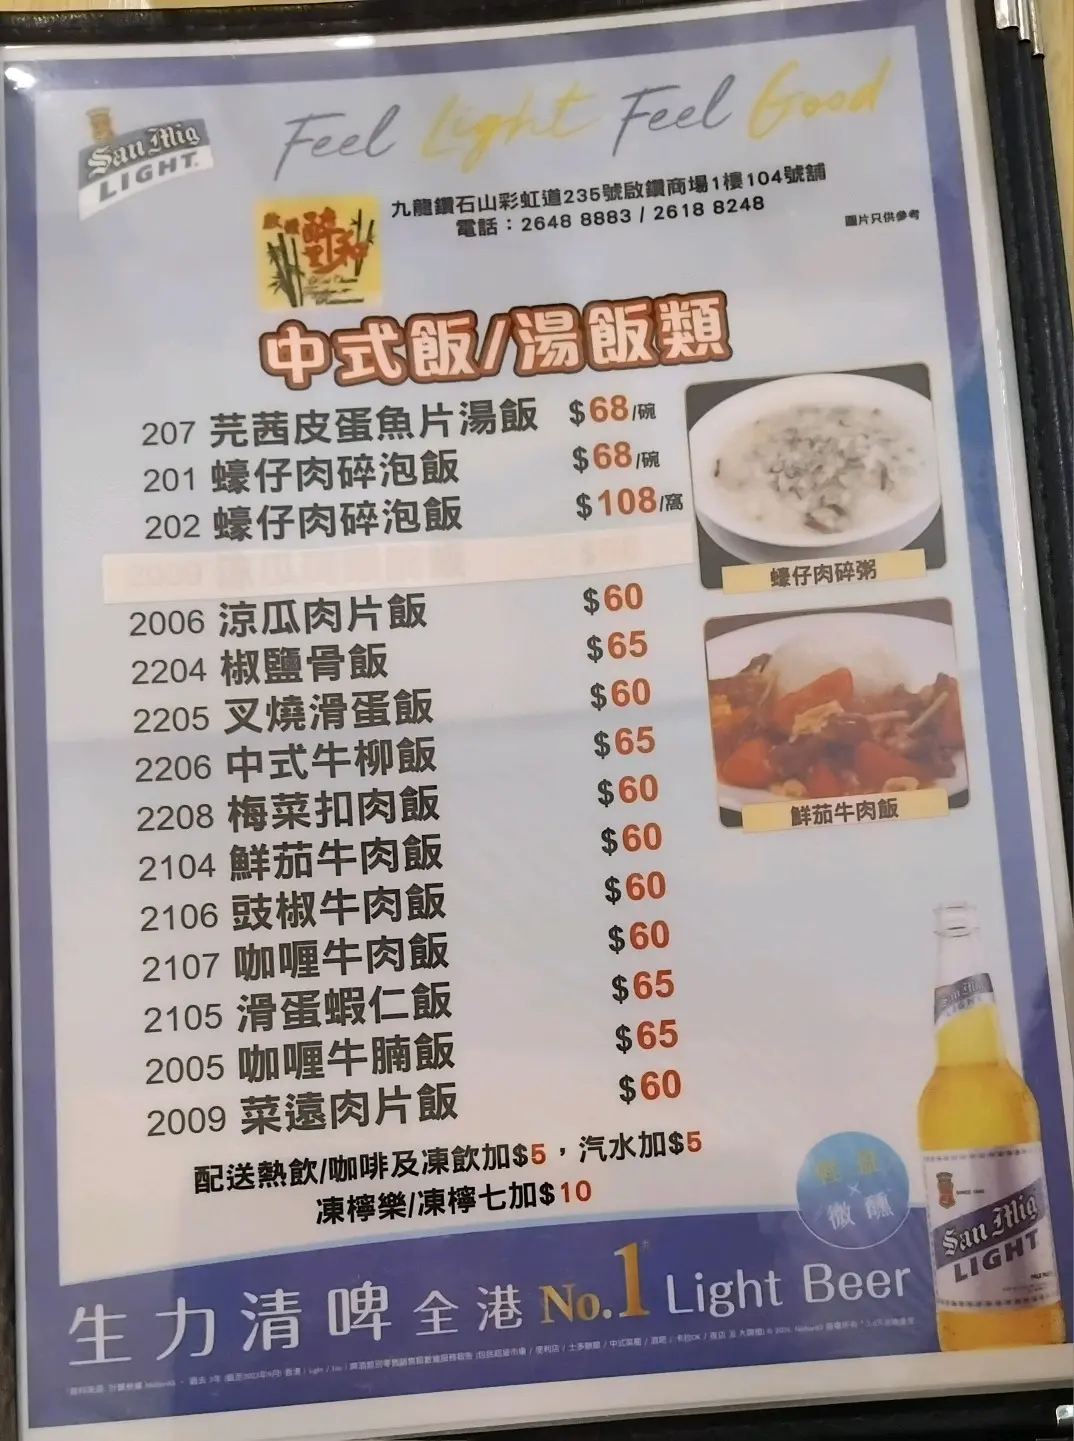 San Mig
LIGHT
Feel Light Feel Good
九龍鑽石山彩虹道235號啟鑽商場1樓104號舖
電話：2648 8883 / 2618 8248
圖片只供參考
中式飯/湯飯類
207 芫茜皮蛋魚片湯飯 $68/碗
201 蠔仔肉碎泡飯 $68/碗
202 蠔仔肉碎泡飯 $108/窩
蠔仔肉碎粥
2006 涼瓜肉片飯 $60
2204 椒鹽骨飯 $65
2205 叉燒滑蛋飯 $60
2206 中式牛柳飯 $65
2208 梅菜扣肉飯 $60
鮮茄牛肉飯
2104 鮮茄牛肉飯 $60
2106 豉椒牛肉飯 $60
2107 咖喱牛肉飯 $60
2105 滑蛋蝦仁飯 $65
2005 咖喱牛腩飯 $65
2009 菜遠肉片飯 $60
配送熱飲/咖啡及凍飲加$5，汽水加$5
凍檸樂/凍檸七加$10
微醺
San Mig
LIGHT
生力清啤 全港 No.1 Light Beer